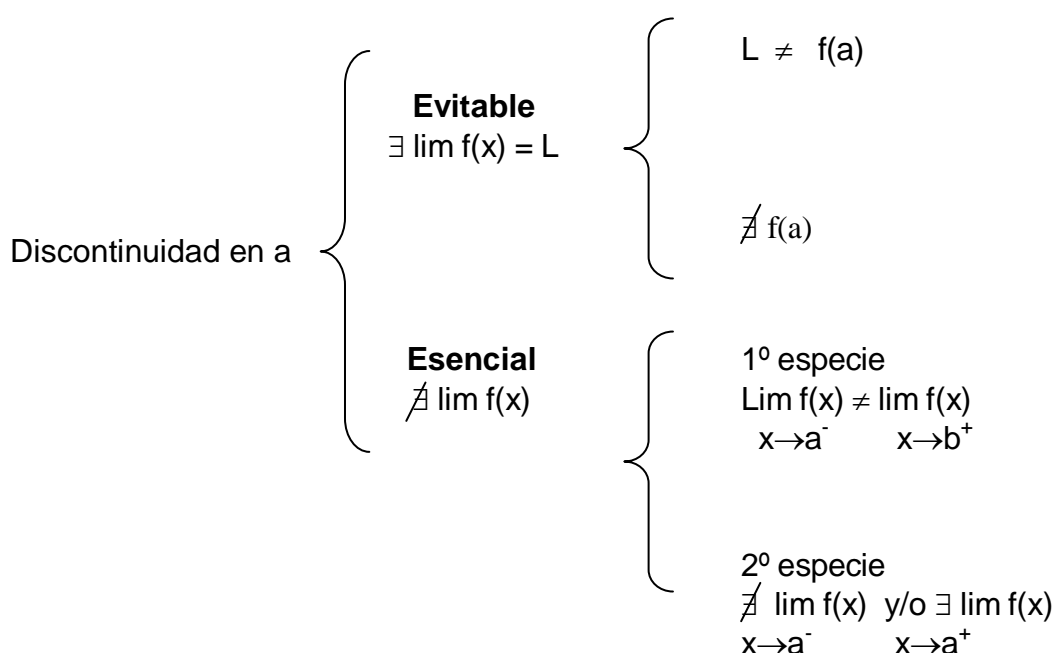 L ≠ f(a)
Evitable
∃ lim f(x) = L
∄ f(a)
Discontinuidad en a
Esencial
∄ lim f(x)
1º especie
Lim f(x) ≠ lim f(x)
x→a⁻ x→b⁺
2º especie
∄ lim f(x) y/o ∃ lim f(x)
x→a⁻ x→a⁺